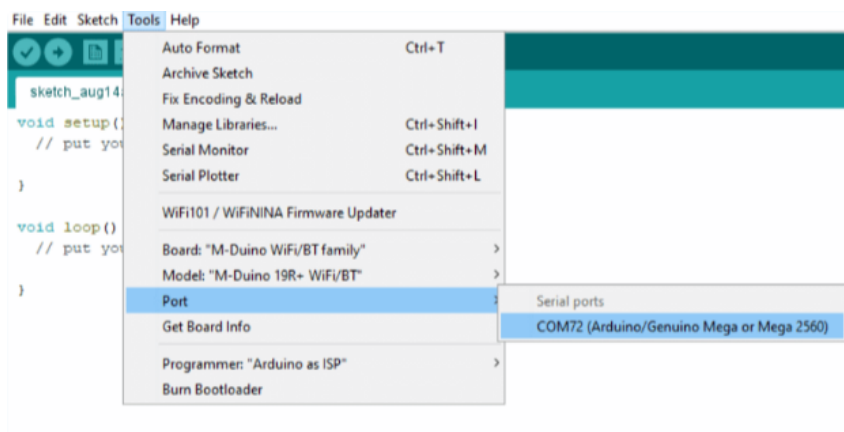 File Edit Sketch Tools Help
sketch_aug14
void setup()
// put you
}
void loop()
// put you
}
Auto Format Ctrl+T
Archive Sketch
Fix Encoding & Reload
Manage Libraries... Ctrl+Shift+I
Serial Monitor Ctrl+Shift+M
Serial Plotter Ctrl+Shift+L
WiFi101 / WiFiNINA Firmware Updater
Board: "M-Duino WiFi/BT family"
Model: "M-Duino 19R+ WiFi/BT"
Port
Get Board Info
Programmer: "Arduino as ISP"
Burn Bootloader
Serial ports
COM72 (Arduino/Genuino Mega or Mega 2560)